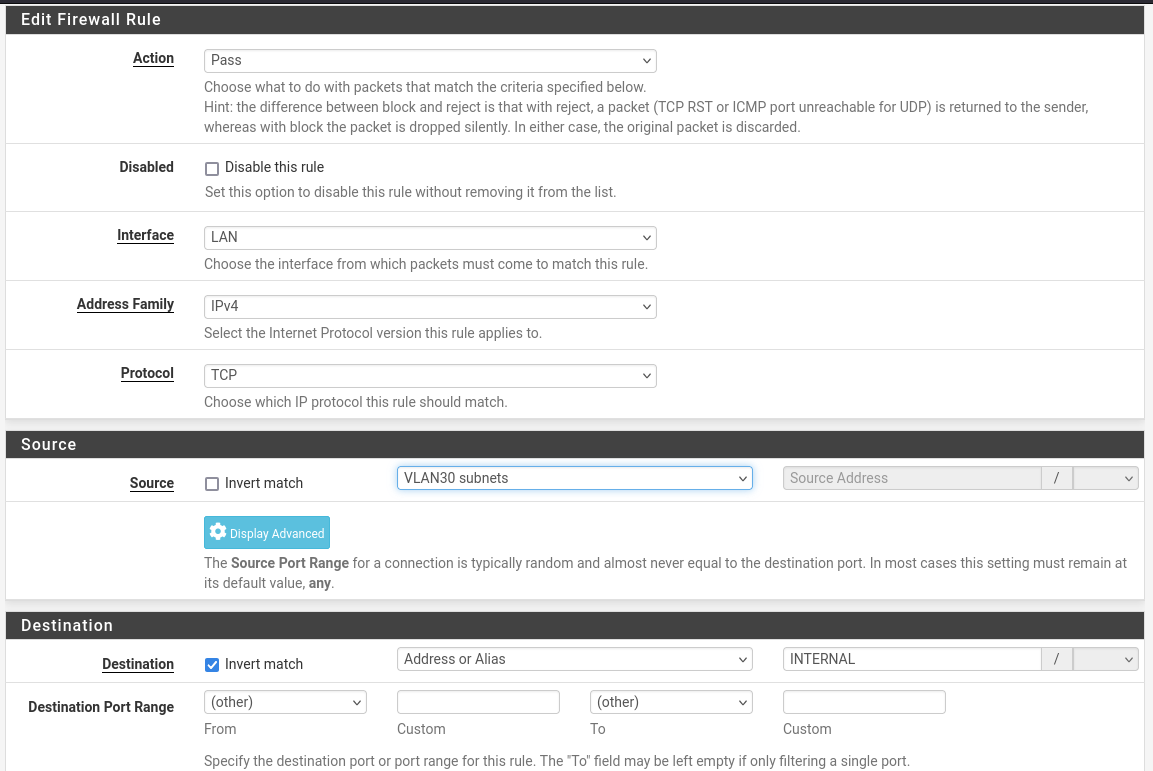 Edit Firewall Rule
Action
Pass
Choose what to do with packets that match the criteria specified below.
Hint: the difference between block and reject is that with reject, a packet (TCP RST or ICMP port unreachable for UDP) is returned to the sender,
whereas with block the packet is dropped silently. In either case, the original packet is discarded.
Disabled
Disable this rule
Set this option to disable this rule without removing it from the list.
Interface
LAN
Choose the interface from which packets must come to match this rule.
Address Family
IPv4
Select the Internet Protocol version this rule applies to.
Protocol
TCP
Choose which IP protocol this rule should match.
Source
Source
Invert match
VLAN30 subnets
Source Address
/
Display Advanced
The Source Port Range for a connection is typically random and almost never equal to the destination port. In most cases this setting must remain at
its default value, any.
Destination
Destination
Invert match
Address or Alias
INTERNAL
/
Destination Port Range
(other)
(other)
From
Custom
To
Custom
Specify the destination port or port range for this rule. The "To" field may be left empty if only filtering a single port.